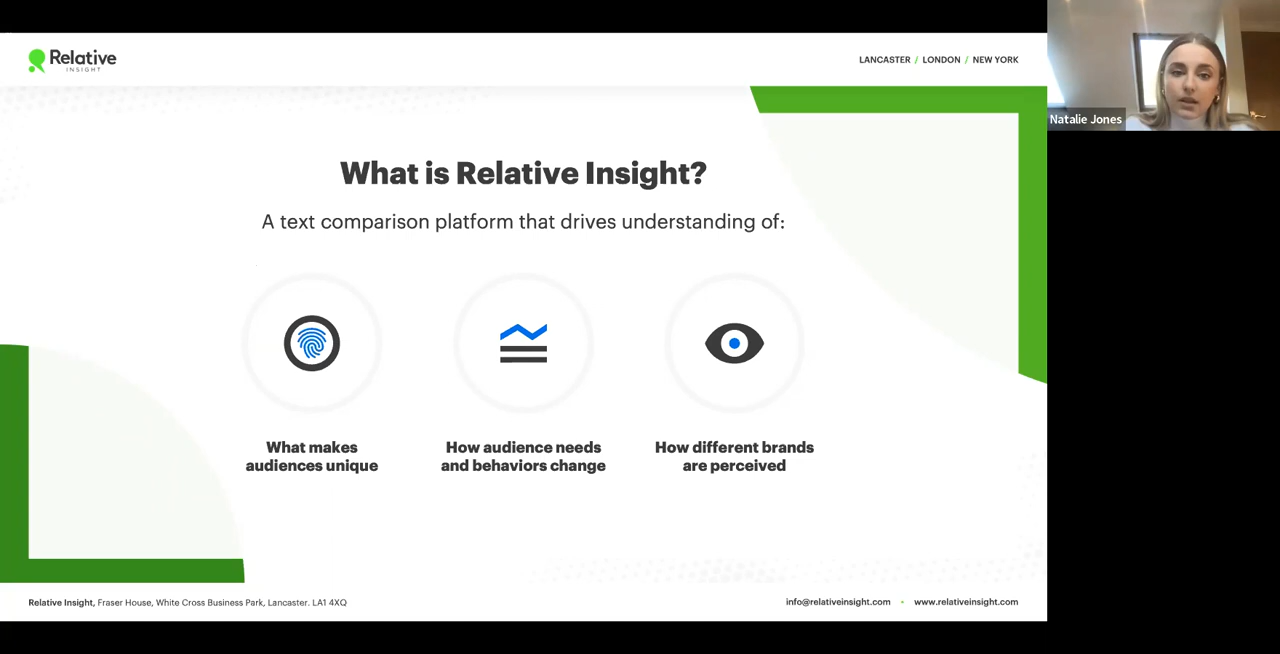 Relative
INSIGHT
LANCASTER / LONDON / NEW YORK
Natalie Jones
What is Relative Insight?
A text comparison platform that drives understanding of:
What makes
audiences unique
How audience needs
and behaviors change
How different brands
are perceived
Relative Insight, Fraser House, White Cross Business Park, Lancaster. LA1 4XQ
info@relativeinsight.com • www.relativeinsight.com